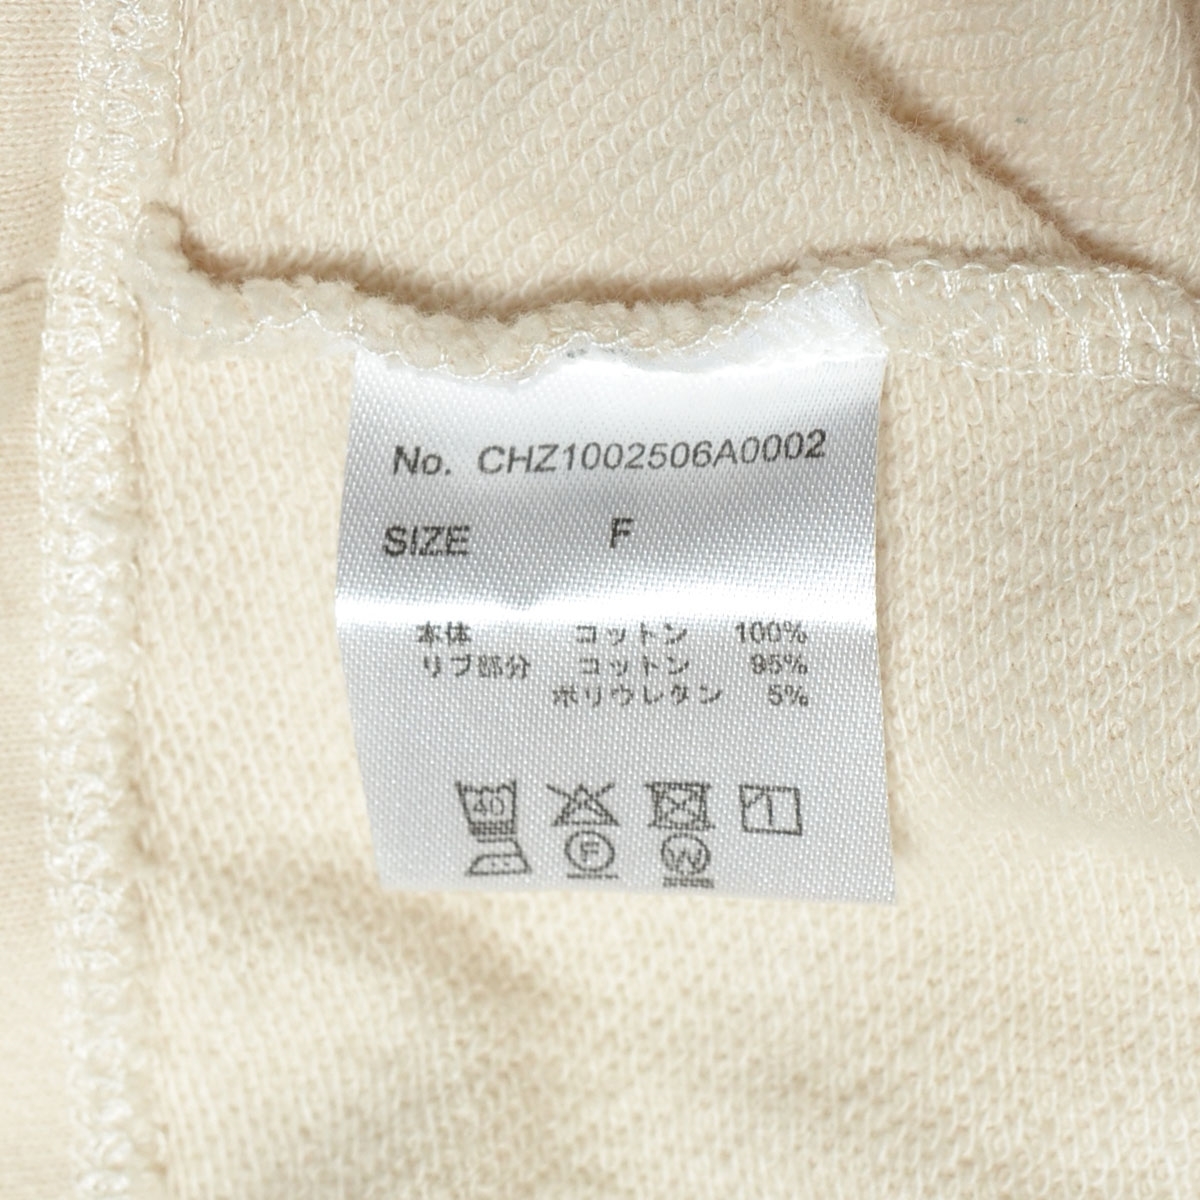 No. CHZ1002506A0002
SIZE F
本体 コットン 100%
リブ部分 コットン 95%
ポリウレタン 5%
40
F W